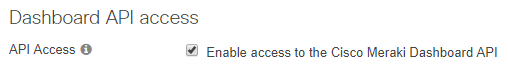 Dashboard API access
API Access Enable access to the Cisco Meraki Dashboard API